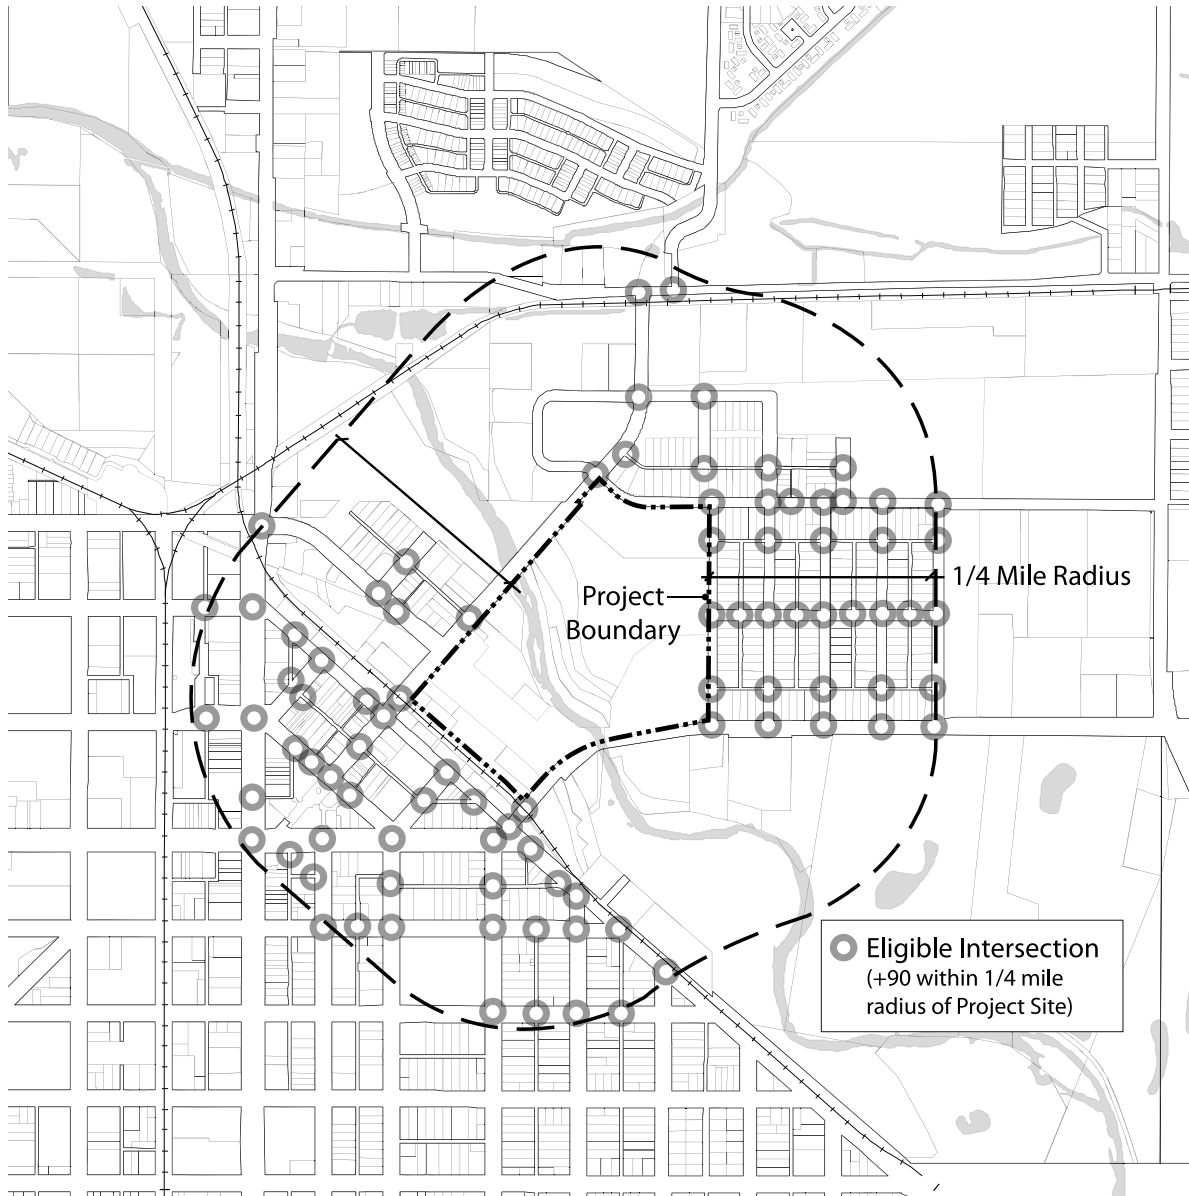 1/4 Mile Radius
Project
Boundary
Eligible Intersection
(+90 within 1/4 mile
radius of Project Site)